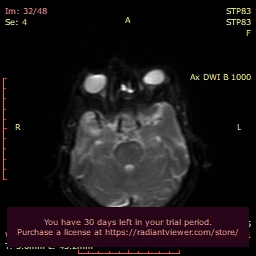 Im: 32/48
Se: 4
A
STP83
STP83
F
Ax DWI B 1000
R
L
You have 30 days left in your trial period.
Purchase a license at https://radiantviewer.com/store/